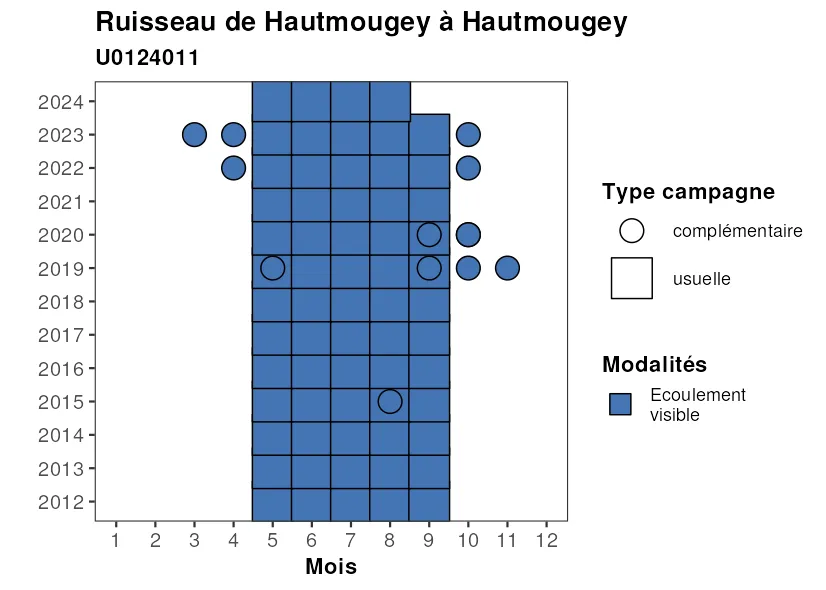 Ruisseau de Hautmougey à Hautmougey
U0124011
2024
2023
2022
2021
2020
2019
2018
2017
2016
2015
2014
2013
2012
1 2 3 4 5 6 7 8 9 10 11 12
Mois
Type campagne
complémentaire
usuelle
Modalités
Ecoulement
visible